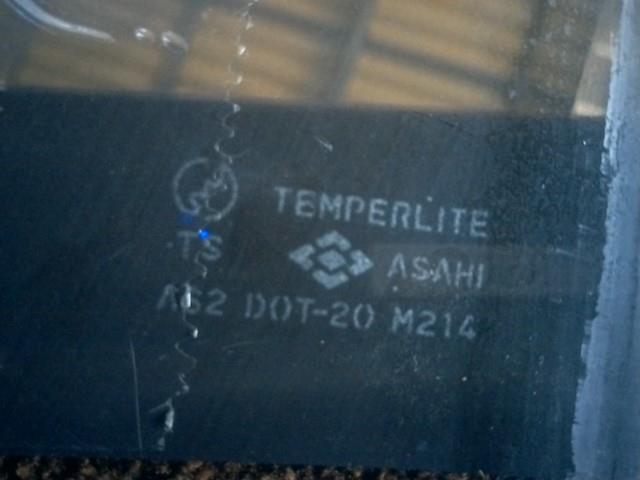 TEMPERLITE
TS ASAHI
AS2 DOT-20 M214